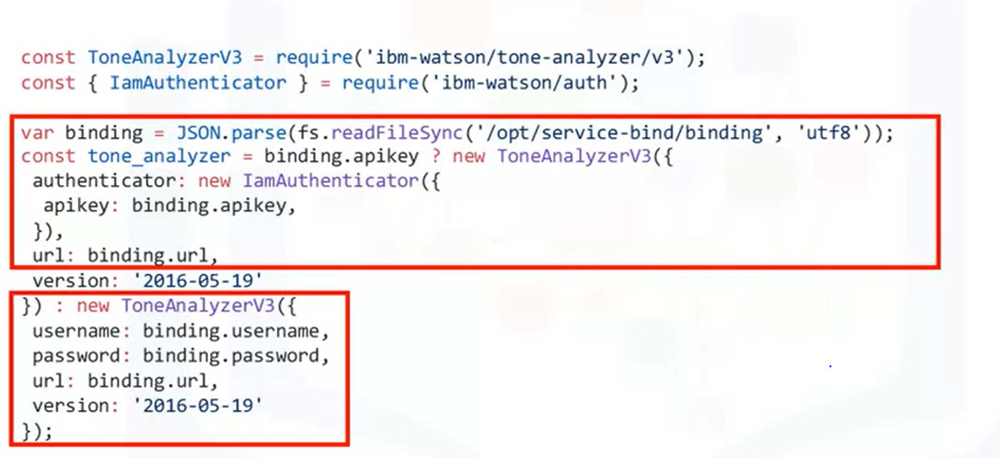 const ToneAnalyzerV3 = require('ibm-watson/tone-analyzer/v3');
const { IamAuthenticator } = require('ibm-watson/auth');
var binding = JSON.parse(fs.readFileSync('/opt/service-bind/binding', 'utf8'));
const tone_analyzer = binding.apikey ? new ToneAnalyzerV3({
authenticator: new IamAuthenticator({
apikey: binding.apikey,
}),
url: binding.url,
version: '2016-05-19'
}) : new ToneAnalyzerV3({
username: binding.username,
password: binding.password,
url: binding.url,
version: '2016-05-19'
});